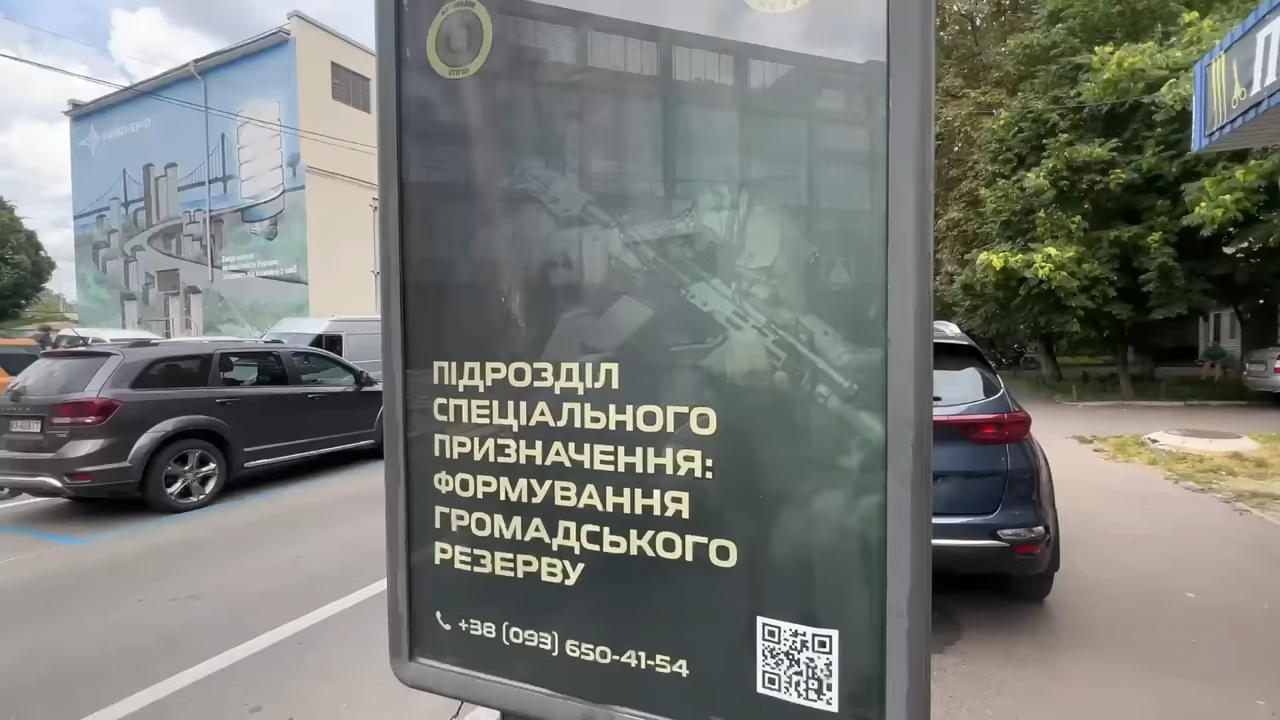 ПІДРОЗДІЛ
СПЕЦІАЛЬНОГО
ПРИЗНАЧЕННЯ:
ФОРМУВАННЯ
ГРОМАДСЬКОГО
РЕЗЕРВУ
+38 (093) 650-41-54